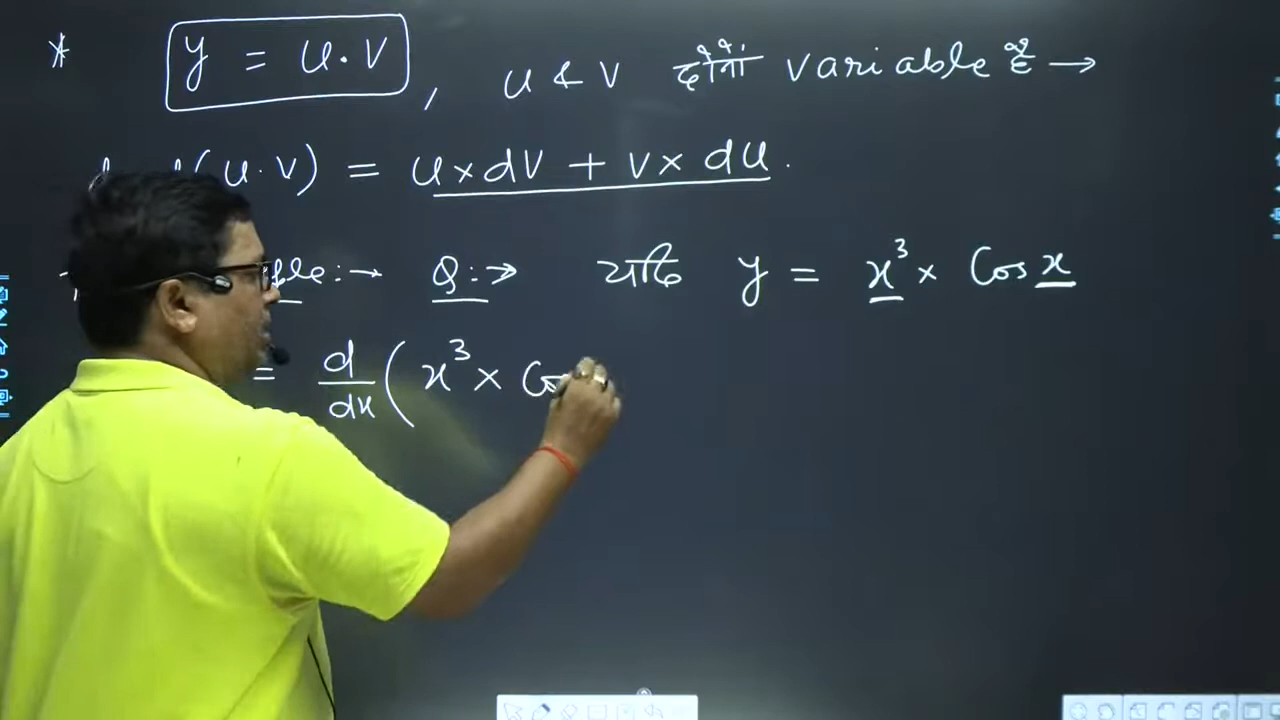 * y = u·v , u & v दोनों variable है →
d(u·v) = u×dv + v×du.
Q:→ यदि y = x³ × Cos x
= d/dx ( x³ × Co